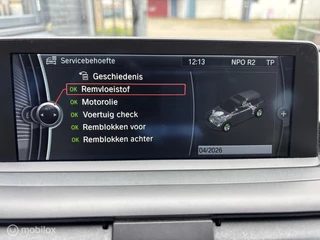 Servicebehoefte
12:13
NPO R2
TP
Geschiedenis
OK Remvloeistof
OK Motorolie
OK Voertuig check
OK Remblokken voor
OK Remblokken achter
04/2026
mobilox